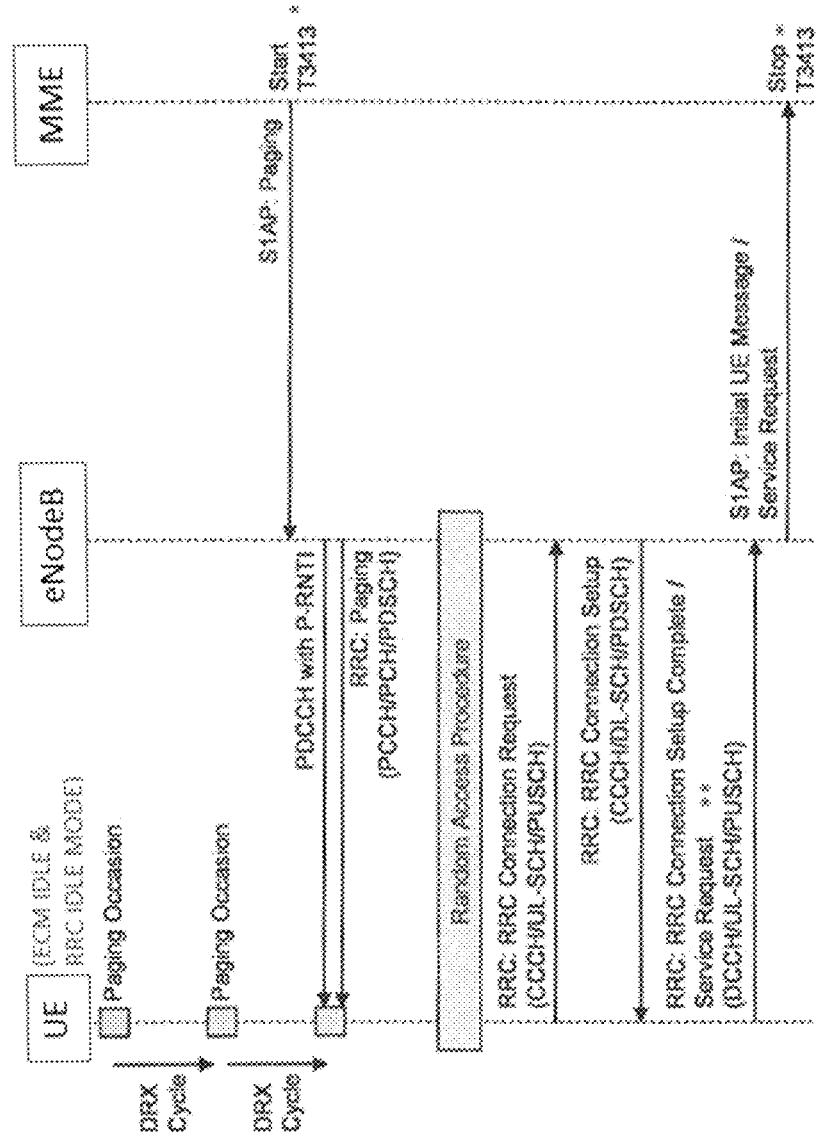 UE
(ECM IDLE &
RRC IDLE MODE)
eNodeB
MME
Paging Occasion
DRX
Cycle
Paging Occasion
DRX
Cycle
S1AP: Paging
Start *
T3413
PDCCH with P-RNTI
RRC: Paging
(PCCH/PCH/PDSCH)
Random Access Procedure
RRC: RRC Connection Request
(CCCH/UL-SCH/PUSCH)
RRC: RRC Connection Setup
(CCCH/DL-SCH/PDSCH)
RRC: RRC Connection Setup Complete /
Service Request **
(DCCH/UL-SCH/PUSCH)
S1AP: Initial UE Message /
Service Request
Stop *
T3413